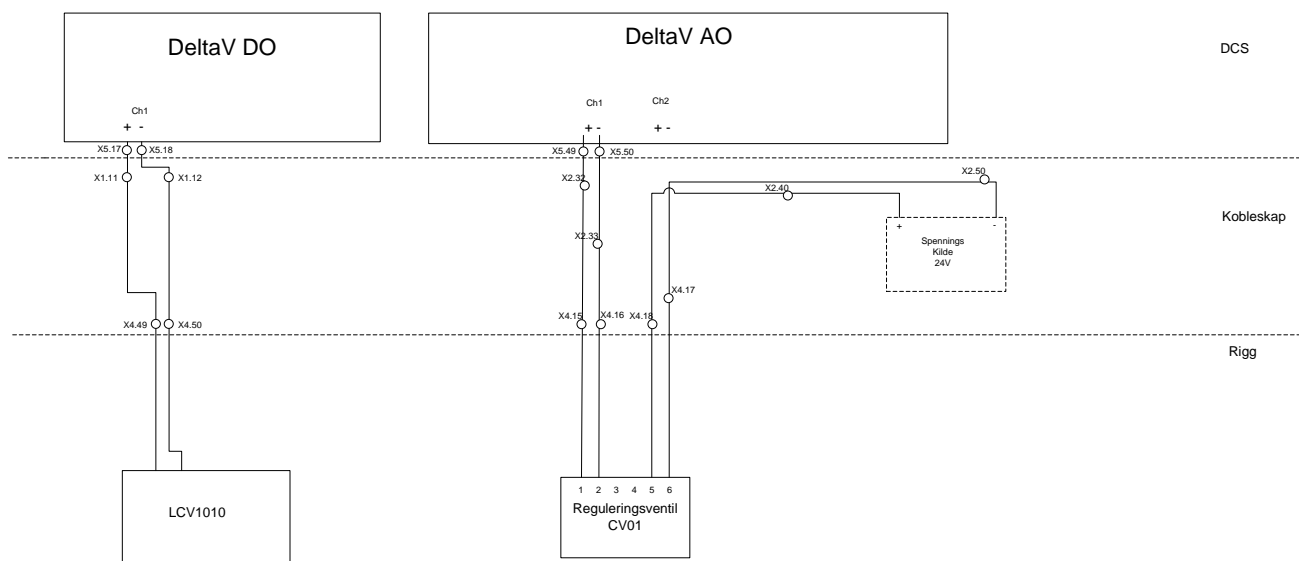 DeltaV DO
DeltaV AO
DCS
Ch1
+ -
Ch1
+ -
Ch2
+ -
X5.17
X5.18
X5.49
X5.50
X1.11
X1.12
X2.32
X2.40
X2.50
Kobleskap
+
-
Spennings
Kilde
24V
X2.33
X4.17
X4.49
X4.50
X4.15
X4.16
X4.18
Rigg
LCV1010
1 2 3 4 5 6
Reguleringsventil
CV01